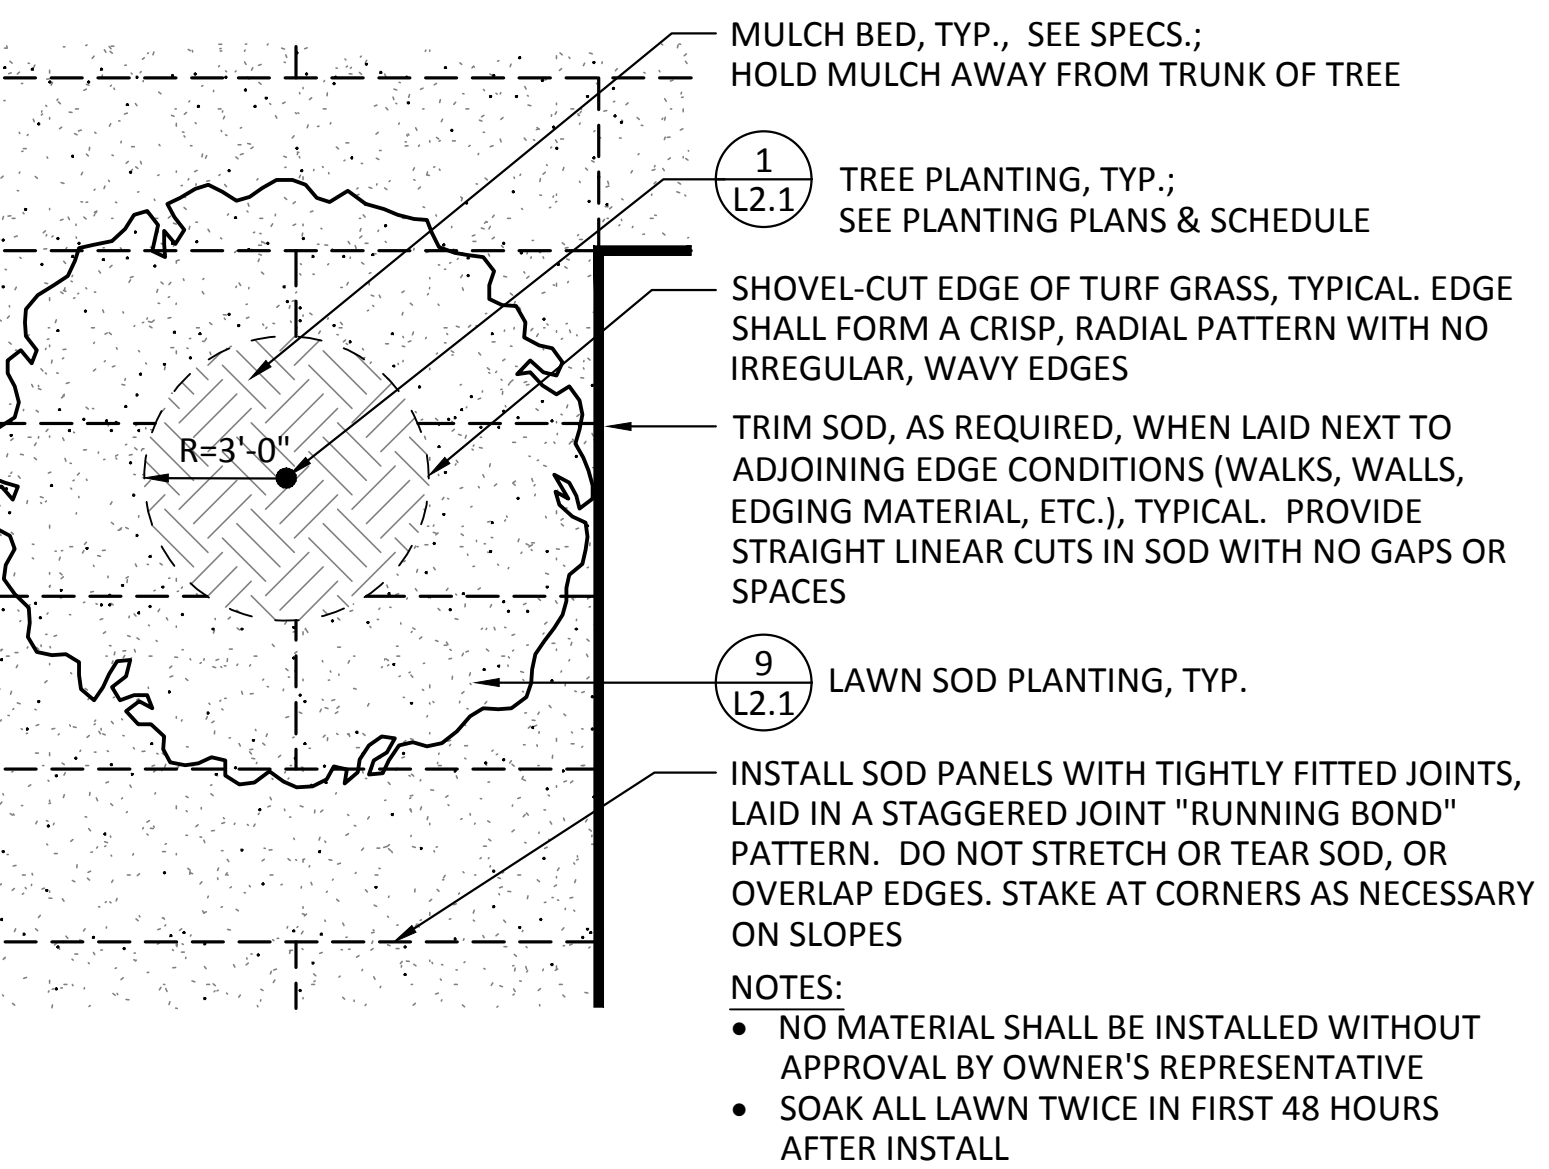 MULCH BED, TYP., SEE SPECS.;
HOLD MULCH AWAY FROM TRUNK OF TREE
1
L2.1
TREE PLANTING, TYP.;
SEE PLANTING PLANS & SCHEDULE
SHOVEL-CUT EDGE OF TURF GRASS, TYPICAL. EDGE
SHALL FORM A CRISP, RADIAL PATTERN WITH NO
IRREGULAR, WAVY EDGES
TRIM SOD, AS REQUIRED, WHEN LAID NEXT TO
ADJOINING EDGE CONDITIONS (WALKS, WALLS,
EDGING MATERIAL, ETC.), TYPICAL. PROVIDE
STRAIGHT LINEAR CUTS IN SOD WITH NO GAPS OR
SPACES
R=3'-0"
9
L2.1
LAWN SOD PLANTING, TYP.
INSTALL SOD PANELS WITH TIGHTLY FITTED JOINTS,
LAID IN A STAGGERED JOINT "RUNNING BOND"
PATTERN. DO NOT STRETCH OR TEAR SOD, OR
OVERLAP EDGES. STAKE AT CORNERS AS NECESSARY
ON SLOPES
NOTES:
• NO MATERIAL SHALL BE INSTALLED WITHOUT
APPROVAL BY OWNER'S REPRESENTATIVE
• SOAK ALL LAWN TWICE IN FIRST 48 HOURS
AFTER INSTALL